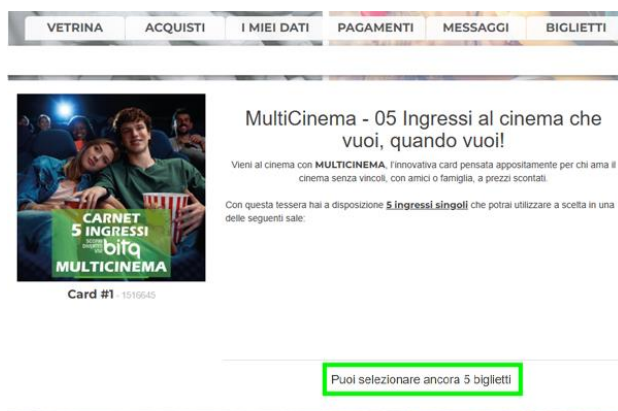 VETRINA ACQUISTI I MIEI DATI PAGAMENTI MESSAGGI BIGLIETTI
MultiCinema - 05 Ingressi al cinema che
vuoi, quando vuoi!
Vieni al cinema con MULTICINEMA, l'innovativa card pensata appositamente per chi ama il
cinema senza vincoli, con amici o famiglia, a prezzi scontati.
Con questa tessera hai a disposizione 5 ingressi singoli che potrai utilizzare a scelta in una
delle seguenti sale:
CARNET
5 INGRESSI
bitq
MULTICINEMA
Card #1 - 1516645
Puoi selezionare ancora 5 biglietti